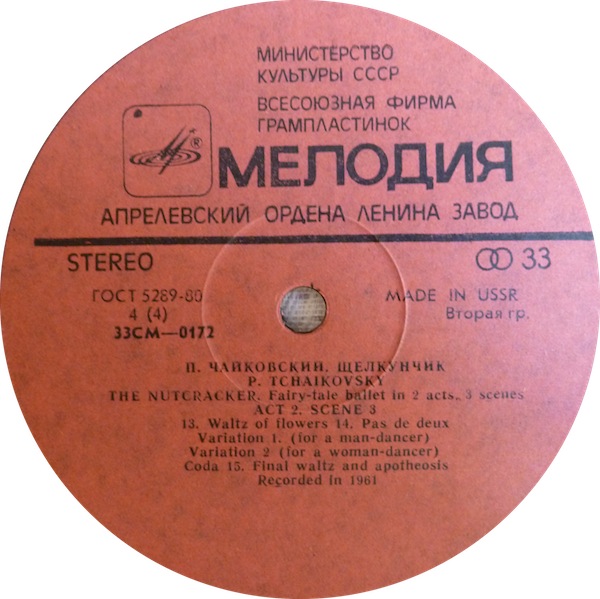 МИНИСТЕРСТВО
КУЛЬТУРЫ СССР
ВСЕСОЮЗНАЯ ФИРМА
ГРАМПЛАСТИНОК
®
МЕЛОДИЯ
АПРЕЛЕВСКИЙ ОРДЕНА ЛЕНИНА ЗАВОД
STEREO 33
ГОСТ 5289-80 MADE IN USSR
4 (4) Вторая гр.
33СМ—0172
П. ЧАЙКОВСКИЙ, ЩЕЛКУНЧИК
P. TCHAIKOVSKY
THE NUTCRACKER. Fairy-tale ballet in 2 acts, 3 scenes
ACT 2. SCENE 3
13. Waltz of flowers 14. Pas de deux
Variation 1. (for a man-dancer)
Variation 2 (for a woman-dancer)
Coda 15. Final waltz and apotheosis
Recorded in 1961